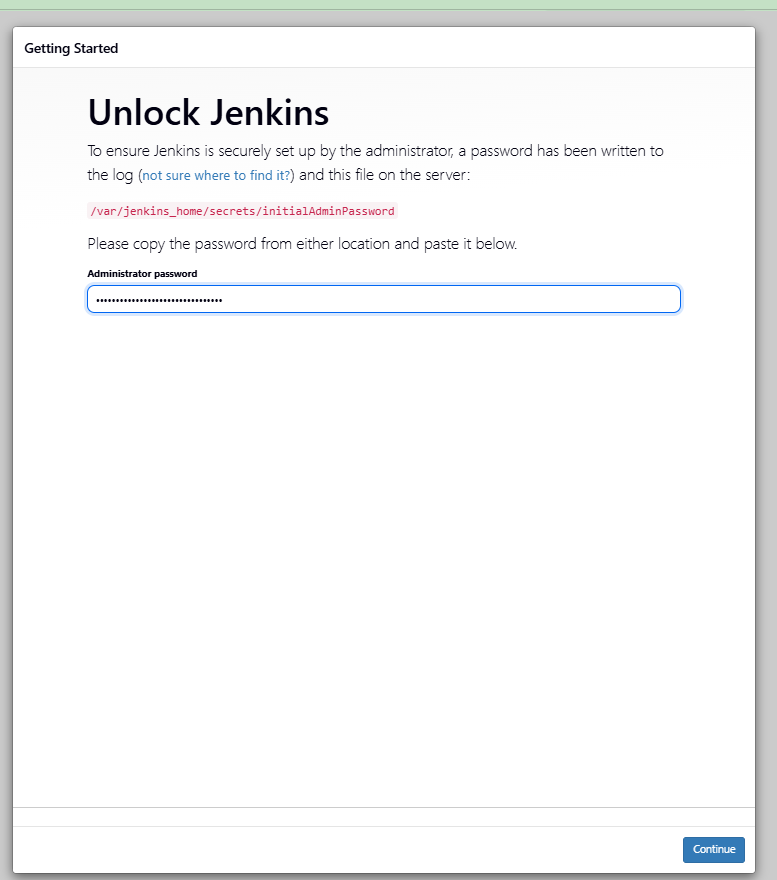 Getting Started
Unlock Jenkins
To ensure Jenkins is securely set up by the administrator, a password has been written to
the log (not sure where to find it?) and this file on the server:
/var/jenkins_home/secrets/initialAdminPassword
Please copy the password from either location and paste it below.
Administrator password
••••••••••••••••••••••••••••••••
Continue